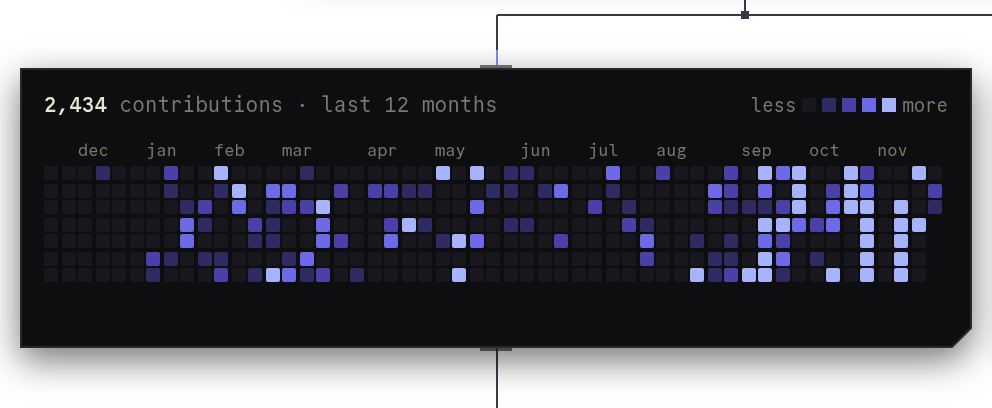 2,434 contributions · last 12 months
less more
dec jan feb mar apr may jun jul aug sep oct nov